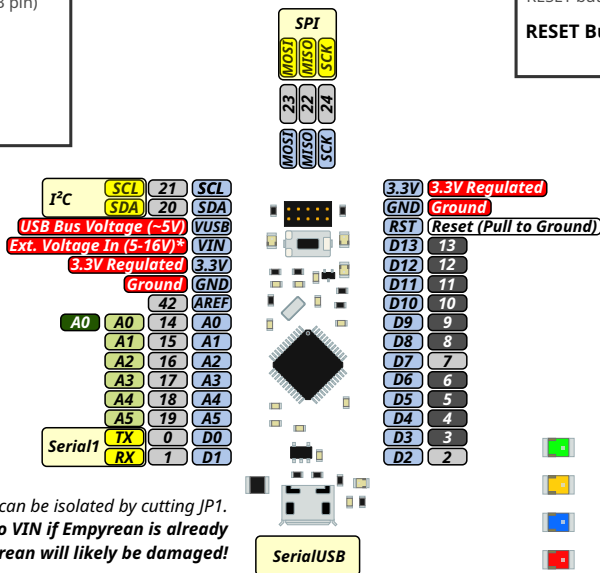 3 pin)
RESET but
RESET Bu
SPI
MOSI MISO SCK
23 22 24
MOSI MISO SCK
I²C SCL 21 SCL
SDA 20 SDA
USB Bus Voltage (~5V) VUSB
Ext. Voltage In (5-16V)* VIN
3.3V Regulated 3.3V
Ground GND
42 AREF
A0 A0 14 A0
A1 15 A1
A2 16 A2
A3 17 A3
A4 18 A4
A5 19 A5
Serial1 TX 0 D0
RX 1 D1
3.3V 3.3V Regulated
GND Ground
RST Reset (Pull to Ground)
D13 13
D12 12
D11 11
D10 10
D9 9
D8 8
D7 7
D6 6
D5 5
D4 4
D3 3
D2 2
can be isolated by cutting JP1.
o VIN if Empyrean is already
rean will likely be damaged!
SerialUSB